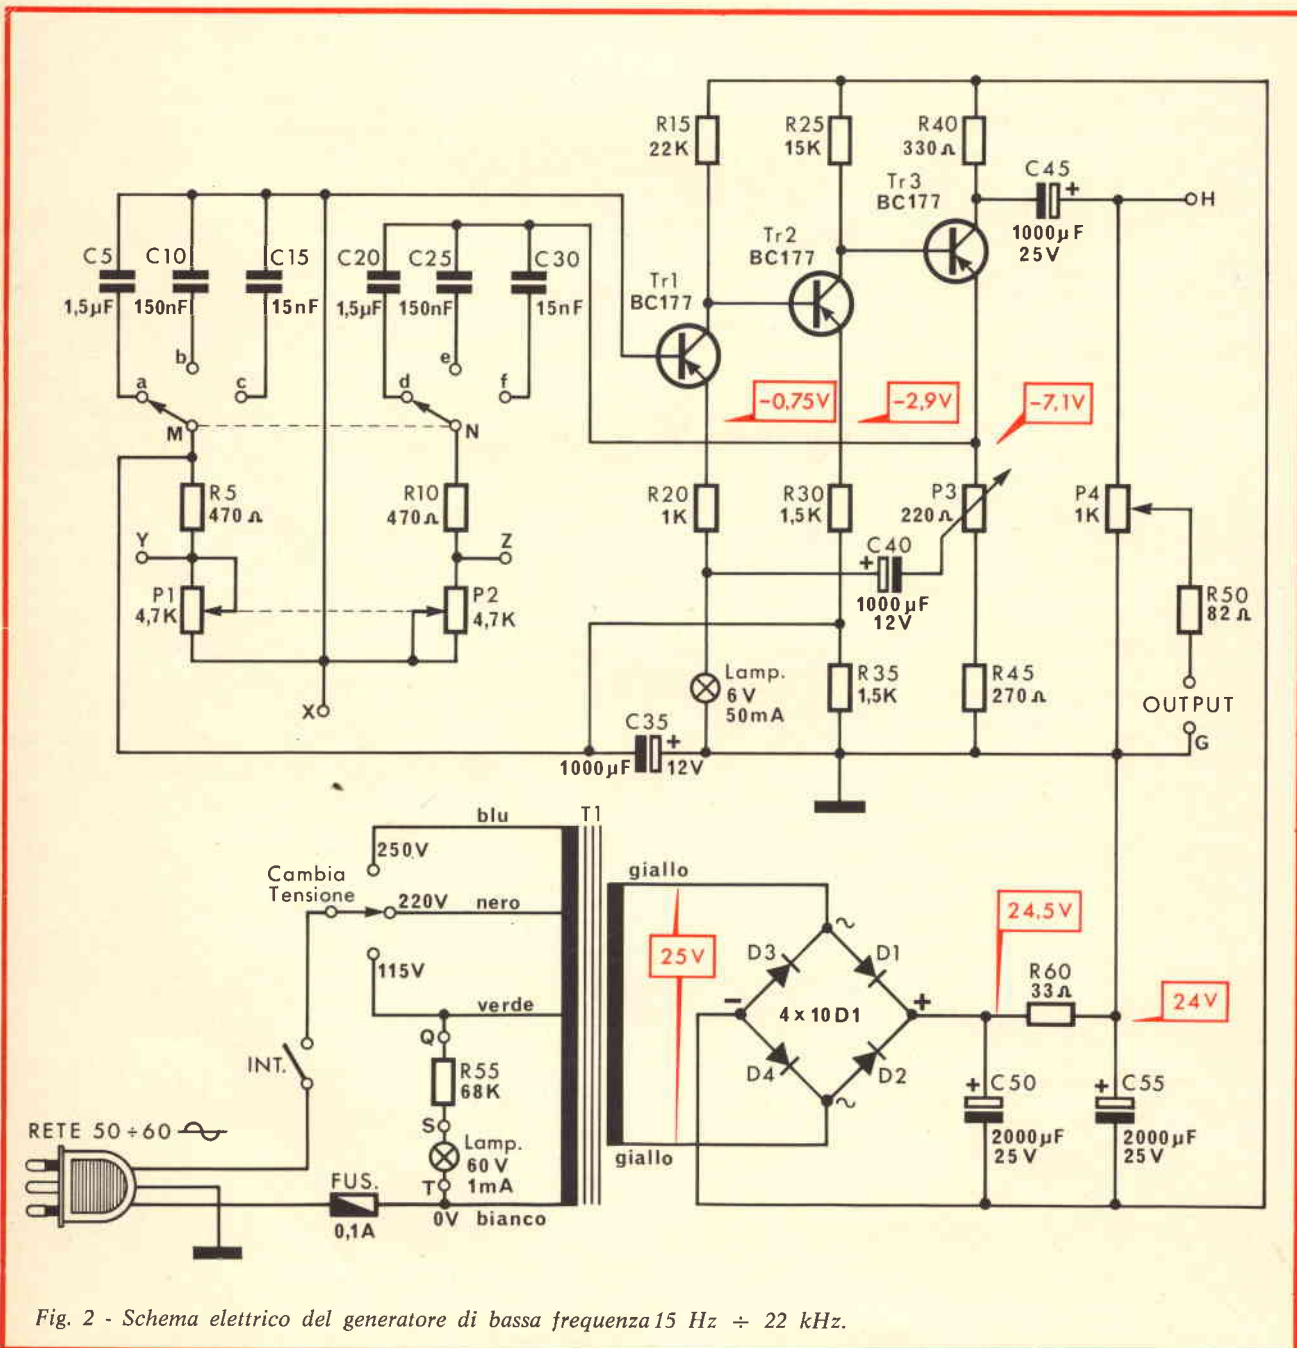 R15
22K
R25
15K
R40
330Ω
C45
+
1000µF
25V
H
Tr3
BC177
Tr2
BC177
Tr1
BC177
C5
1,5µF
C10
150nF
C15
15nF
C20
1,5µF
C25
150nF
C30
15nF
a
b
c
d
e
f
M
N
-0,75V
-2,9V
-7,1V
R5
470Ω
R10
470Ω
R20
1K
R30
1,5K
P3
220Ω
P4
1K
Y
Z
P1
4,7K
P2
4,7K
C40
+
1000µF
12V
R50
82Ω
X
Lamp.
6V
50mA
R35
1,5K
R45
270Ω
OUTPUT
G
C35
+
1000µF
12V
blu
T1
250V
Cambia
Tensione
220V
nero
115V
verde
giallo
25V
giallo
D3
D1
D4
D2
4x10D1
~
~
-
+
24,5V
R60
33Ω
24V
+
C50
2000µF
25V
+
C55
2000µF
25V
INT.
Q
R55
68K
S
Lamp.
60V
1mA
T
RETE 50÷60
FUS.
0,1A
0V
bianco
Fig. 2 - Schema elettrico del generatore di bassa frequenza 15 Hz ÷ 22 kHz.